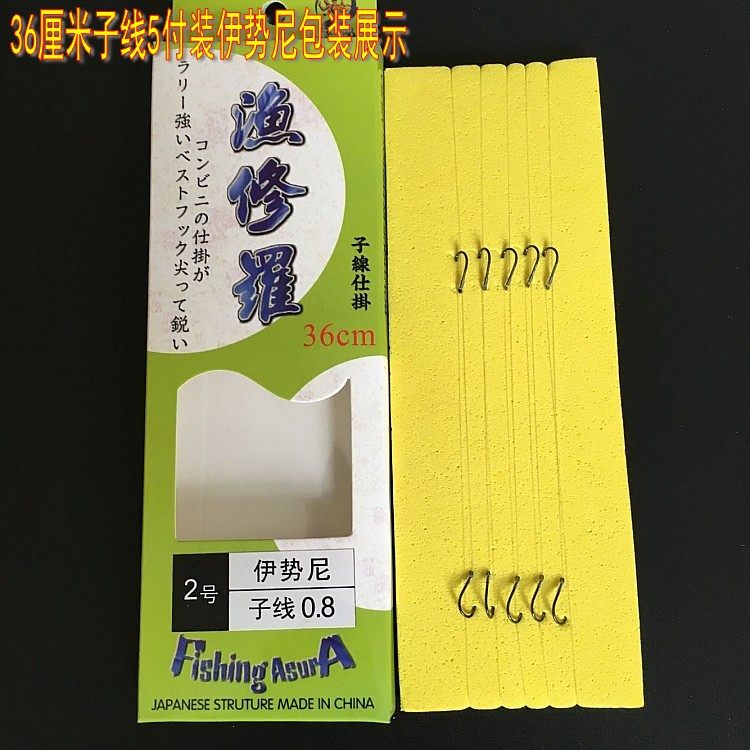 36厘米子线5付装伊势尼包装展示
漁修羅
コンビニの仕掛が
ラリー強いベストフック尖って鋭い
子線仕掛
36cm
2号
伊势尼
子线 0.8
Fishing AsurA
JAPANESE STRUTURE MADE IN CHINA